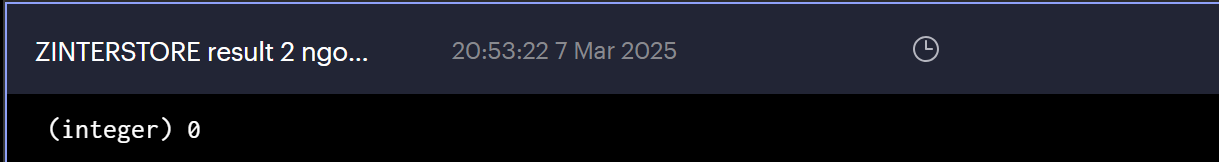 ZINTERSTORE result 2 ngo...
20:53:22 7 Mar 2025
(integer) 0